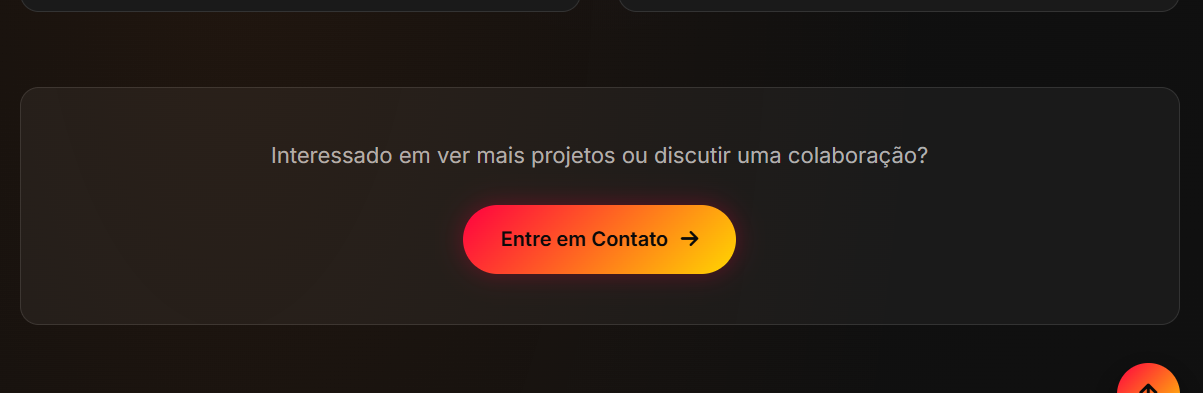 Interessado em ver mais projetos ou discutir uma colaboração?
Entre em Contato →